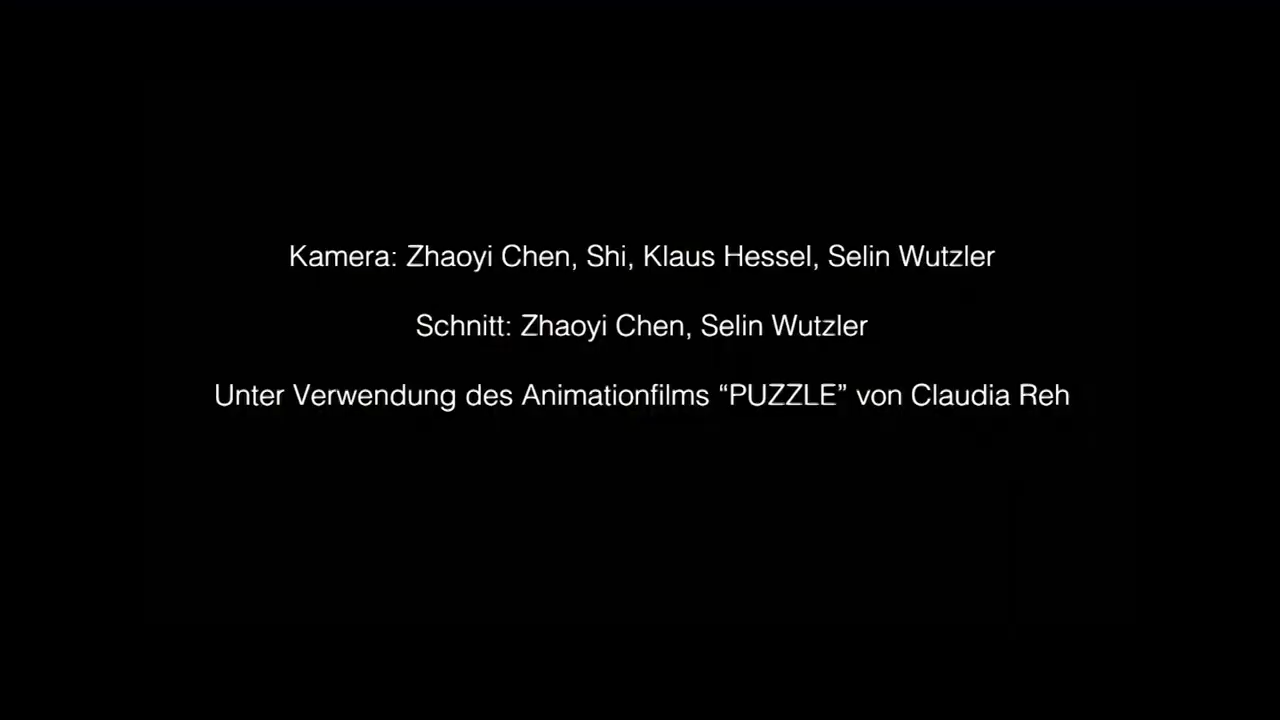 Kamera: Zhaoyi Chen, Shi, Klaus Hessel, Selin Wutzler
Schnitt: Zhaoyi Chen, Selin Wutzler
Unter Verwendung des Animationfilms “PUZZLE” von Claudia Reh